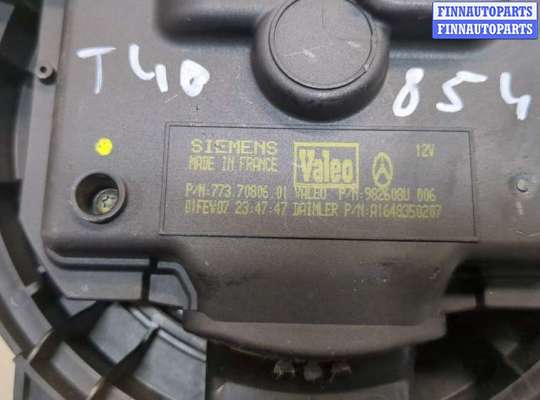 FINNAUTOPARTS
FINNAUTOPARTS
T40 854
SIEMENS Valeo 12V
MADE IN FRANCE
P/N:773.70806.01 VALEO P/N:982608U 006
01FEV07 23:47:47 DAIMLER P/N:A1648350207